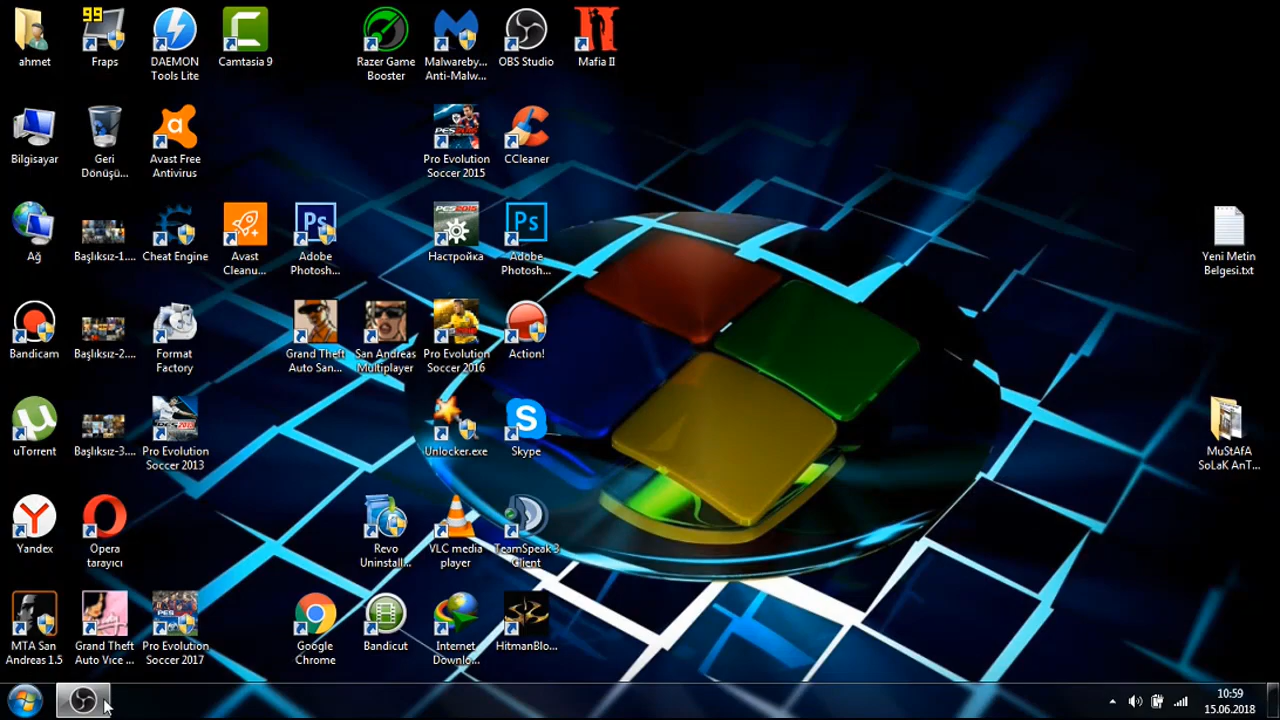 99
ahmet
Fraps
DAEMON
Tools Lite
Camtasia 9
Razer Game
Booster
Malwareby...
Anti-Malw...
OBS Studio
Mafia II
Bilgisayar
Geri
Dönüşü...
Avast Free
Antivirus
Pro Evolution
Soccer 2015
CCleaner
Ağ
Başlıksız-1....
Cheat Engine
Avast
Cleanu...
Ps
Adobe
Photosh...
PES2015
Настройка
Ps
Adobe
Photosh...
Yeni Metin
Belgesi.txt
Bandicam
Başlıksız-2....
Format
Factory
Grand Theft
Auto San...
San Andreas
Multiplayer
Pro Evolution
Soccer 2016
Action!
uTorrent
Başlıksız-3....
Pro Evolution
Soccer 2013
Unlocker.exe
Skype
MuStAfA
SoLaK AnT...
Yandex
Opera
tarayıcı
Revo
Uninstall...
VLC media
player
TeamSpeak 3
Client
MTA San
Andreas 1.5
Grand Theft
Auto Vice ...
Pro Evolution
Soccer 2017
Google
Chrome
Bandicut
Internet
Downlo...
HitmanBlo...
10:59
15.06.2018